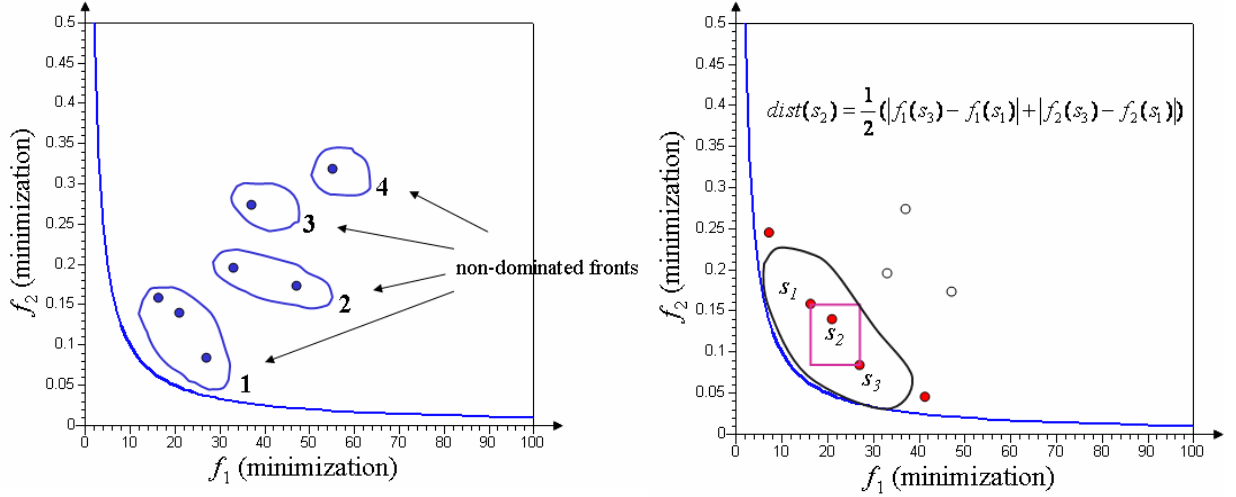 0.5
0.45
0.4
0.35
0.3
0.25
0.2
0.15
0.1
0.05
0
f2 (minimization)
4
3
non-dominated fronts
2
1
0 10 20 30 40 50 60 70 80 90 100
f1 (minimization)
0.5
0.45
0.4
0.35
0.3
0.25
0.2
0.15
0.1
0.05
0
f2 (minimization)
dist(s2) = 1/2 (|f1(s3) − f1(s1)| + |f2(s3) − f2(s1)|)
s1
s2
s3
0 10 20 30 40 50 60 70 80 90 100
f1 (minimization)